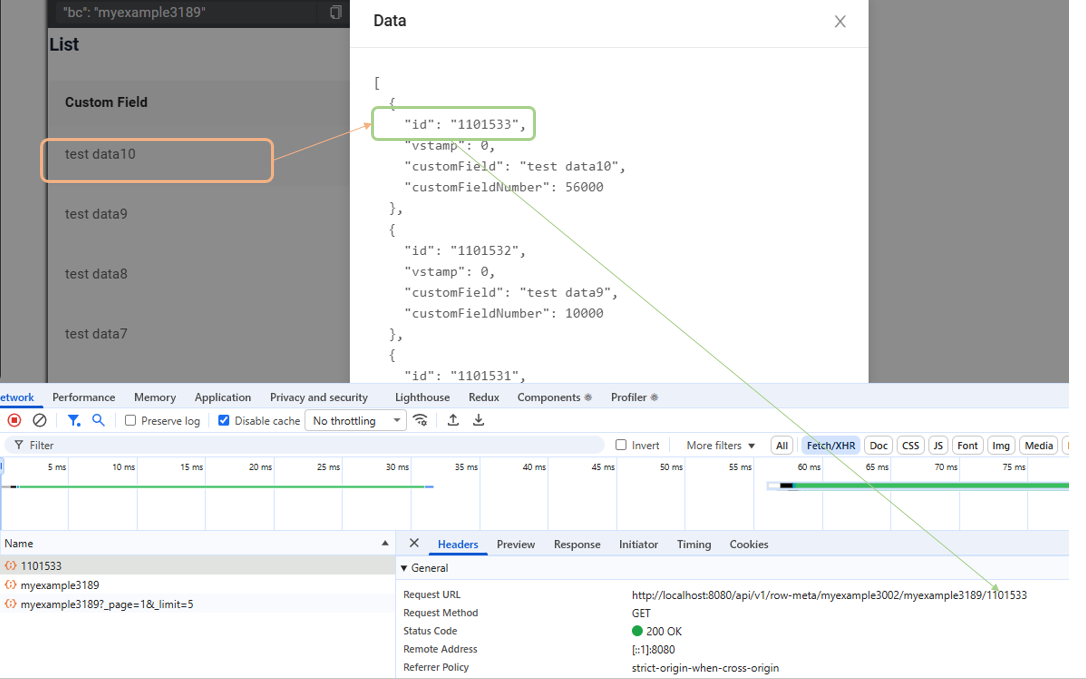 "bc": "myexample3189"
List
Custom Field
test data10
test data9
test data8
test data7
Data
[
{
"id": "1101533",
"vstamp": 0,
"customField": "test data10",
"customFieldNumber": 56000
},
{
"id": "1101532",
"vstamp": 0,
"customField": "test data9",
"customFieldNumber": 10000
},
{
"id": "1101531",
etwork Performance Memory Application Privacy and security Lighthouse Redux Components Profiler
Preserve log Disable cache No throttling
Filter Invert More filters All Fetch/XHR Doc CSS JS Font Img Media
5 ms 10 ms 15 ms 20 ms 25 ms 30 ms 35 ms 40 ms 45 ms 50 ms 55 ms 60 ms 65 ms 70 ms 75 ms
Name
1101533
myexample3189
myexample3189?_page=1&_limit=5
Headers Preview Response Initiator Timing Cookies
General
Request URL http://localhost:8080/api/v1/row-meta/myexample3002/myexample3189/1101533
Request Method GET
Status Code 200 OK
Remote Address [::1]:8080
Referrer Policy strict-origin-when-cross-origin